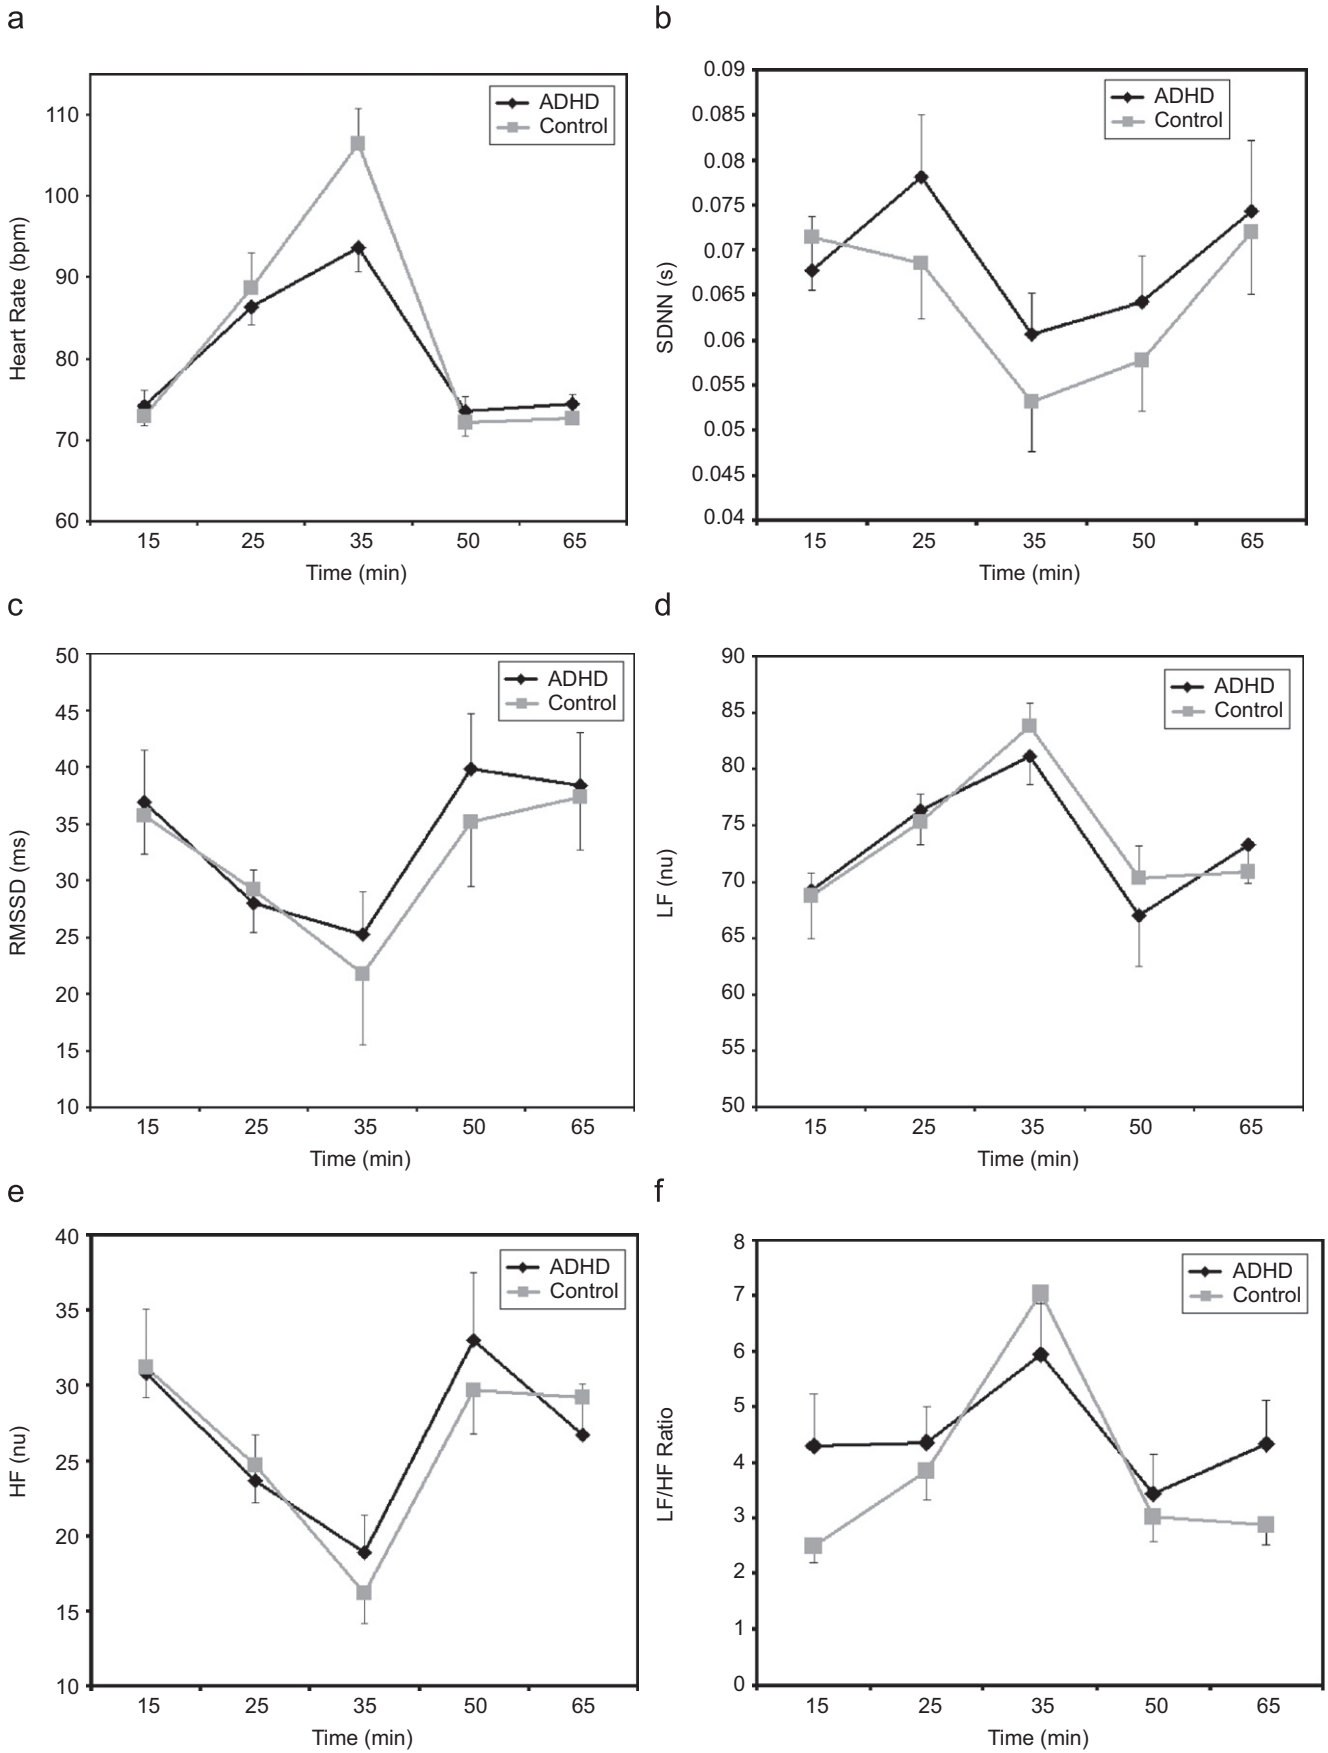 a
110
100
90
80
70
60
Heart Rate (bpm)
ADHD
Control
15 25 35 50 65
Time (min)
b
0.09
0.085
0.08
0.075
0.07
0.065
0.06
0.055
0.05
0.045
0.04
SDNN (s)
ADHD
Control
15 25 35 50 65
Time (min)
c
50
45
40
35
30
25
20
15
10
RMSSD (ms)
ADHD
Control
15 25 35 50 65
Time (min)
d
90
85
80
75
70
65
60
55
50
LF (nu)
ADHD
Control
15 25 35 50 65
Time (min)
e
40
35
30
25
20
15
10
HF (nu)
ADHD
Control
15 25 35 50 65
Time (min)
f
8
7
6
5
4
3
2
1
0
LF/HF Ratio
ADHD
Control
15 25 35 50 65
Time (min)